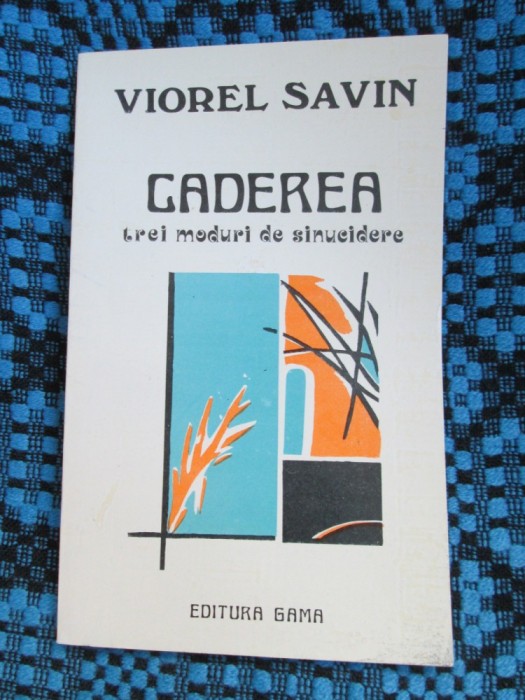 VIOREL SAVIN
CADEREA
trei moduri de sinucidere
EDITURA GAMA